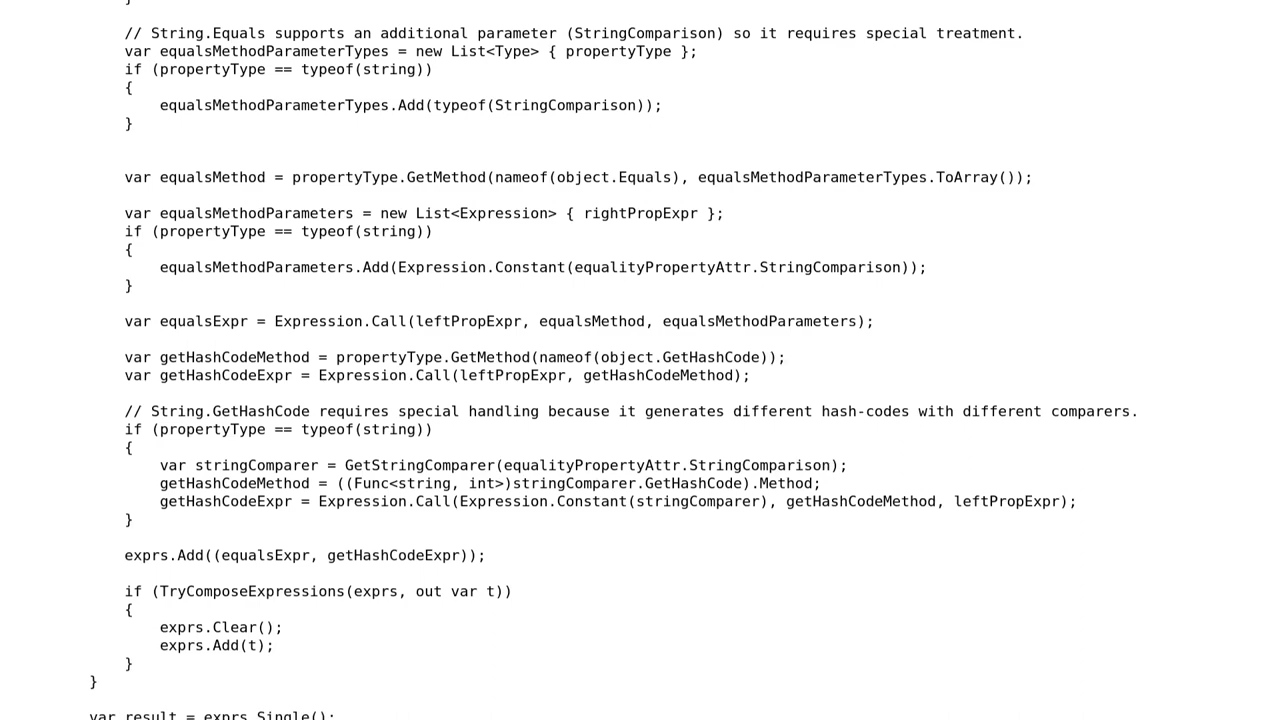 }
// String.Equals supports an additional parameter (StringComparison) so it requires special treatment.
var equalsMethodParameterTypes = new List<Type> { propertyType };
if (propertyType == typeof(string))
{
equalsMethodParameterTypes.Add(typeof(StringComparison));
}
var equalsMethod = propertyType.GetMethod(nameof(object.Equals), equalsMethodParameterTypes.ToArray());
var equalsMethodParameters = new List<Expression> { rightPropExpr };
if (propertyType == typeof(string))
{
equalsMethodParameters.Add(Expression.Constant(equalityPropertyAttr.StringComparison));
}
var equalsExpr = Expression.Call(leftPropExpr, equalsMethod, equalsMethodParameters);
var getHashCodeMethod = propertyType.GetMethod(nameof(object.GetHashCode));
var getHashCodeExpr = Expression.Call(leftPropExpr, getHashCodeMethod);
// String.GetHashCode requires special handling because it generates different hash-codes with different comparers.
if (propertyType == typeof(string))
{
var stringComparer = GetStringComparer(equalityPropertyAttr.StringComparison);
getHashCodeMethod = ((Func<string, int>)stringComparer.GetHashCode).Method;
getHashCodeExpr = Expression.Call(Expression.Constant(stringComparer), getHashCodeMethod, leftPropExpr);
}
exprs.Add((equalsExpr, getHashCodeExpr));
if (TryComposeExpressions(exprs, out var t))
{
exprs.Clear();
exprs.Add(t);
}
}
var result = exprs.Single();